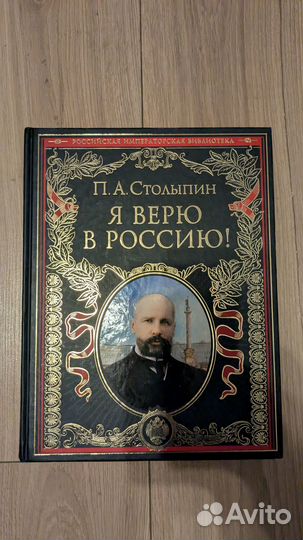 РОССИЙСКАЯ ИМПЕРАТОРСКАЯ БИБЛИОТЕКА
П. А. СТОЛЫПИН
Я ВЕРЮ
В РОССИЮ!
Avito